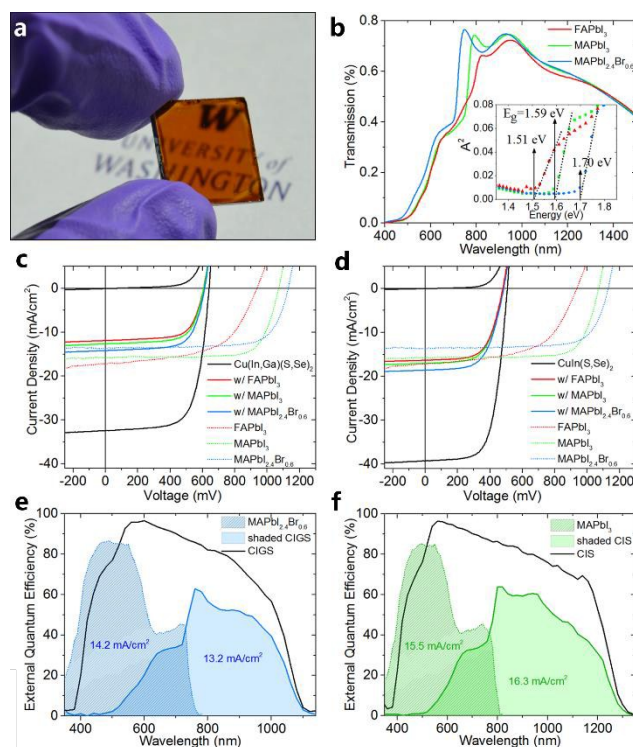 a
W
UNIVERSITY of
WASHINGTON
b
FAPbI3
MAPbI3
MAPbI2.4Br0.6
Transmission (%)
0.8
0.6
0.4
0.2
0.0
Eg=1.59 eV
1.51 eV
1.70 eV
A2
0.08
0.06
0.04
0.02
0.00
1.4 1.5 1.6 1.7 1.8
Energy (eV)
400 600 800 1000 1200 1400
Wavelength (nm)
c
Current Density (mA/cm2)
0
-10
-20
-30
-40
Cu(In,Ga)(S,Se)2
w/ FAPbI3
w/ MAPbI3
w/ MAPbI2.4Br0.6
FAPbI3
MAPbI3
MAPbI2.4Br0.6
-200 0 200 400 600 800 1000 1200
Voltage (mV)
d
Current Density (mA/cm2)
0
-10
-20
-30
-40
CuIn(S,Se)2
w/ FAPbI3
w/ MAPbI3
w/ MAPbI2.4Br0.6
FAPbI3
MAPbI3
MAPbI2.4Br0.6
-200 0 200 400 600 800 1000 1200
Voltage (mV)
e
External Quantum Efficiency (%)
100
80
60
40
20
0
MAPbI2.4Br0.6
shaded CIGS
CIGS
14.2 mA/cm2
13.2 mA/cm2
400 600 800 1000
Wavelength (nm)
f
External Quantum Efficiency (%)
100
80
60
40
20
0
MAPbI3
shaded CIS
CIS
15.5 mA/cm2
16.3 mA/cm2
400 600 800 1000 1200
Wavelength (nm)